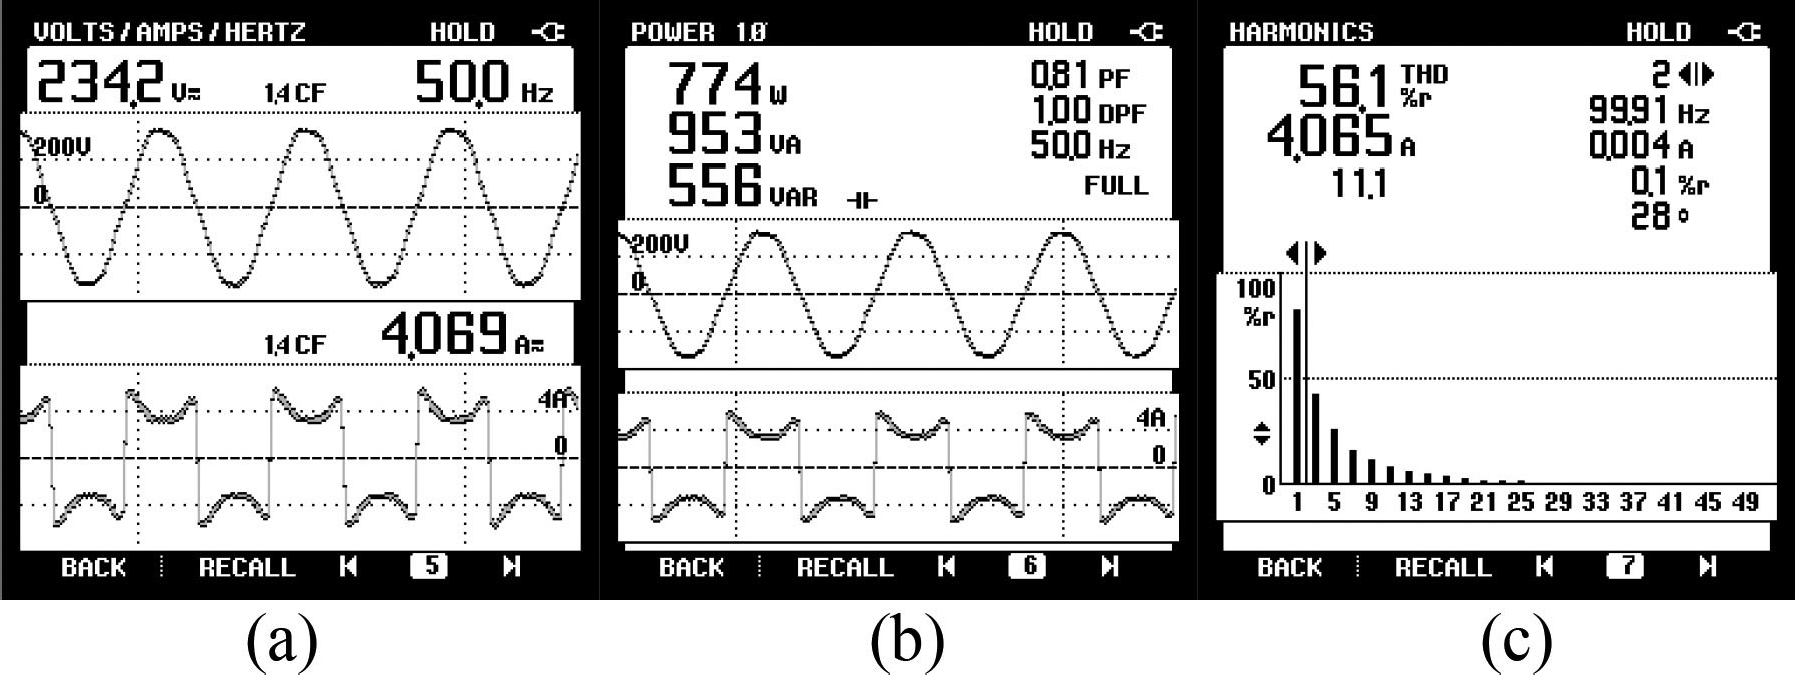 VOLTS/AMPS/HERTZ HOLD
234.2 V≂ 1.4 CF 50.0 Hz
200V
0
1.4 CF 4.069 A≂
4A
0
BACK RECALL 5
(a)
POWER 1.0 HOLD
774 W 0.81 PF
953 VA 1.00 DPF
556 VAR 50.0 Hz
FULL
200V
0
4A
0
BACK RECALL 6
(b)
HARMONICS HOLD
56.1 THD %r 2
4.065 A 99.91 Hz
11.1 0.004 A
0.1 %r
28 °
100
%r
50
0
1 5 9 13 17 21 25 29 33 37 41 45 49
BACK RECALL 7
(c)